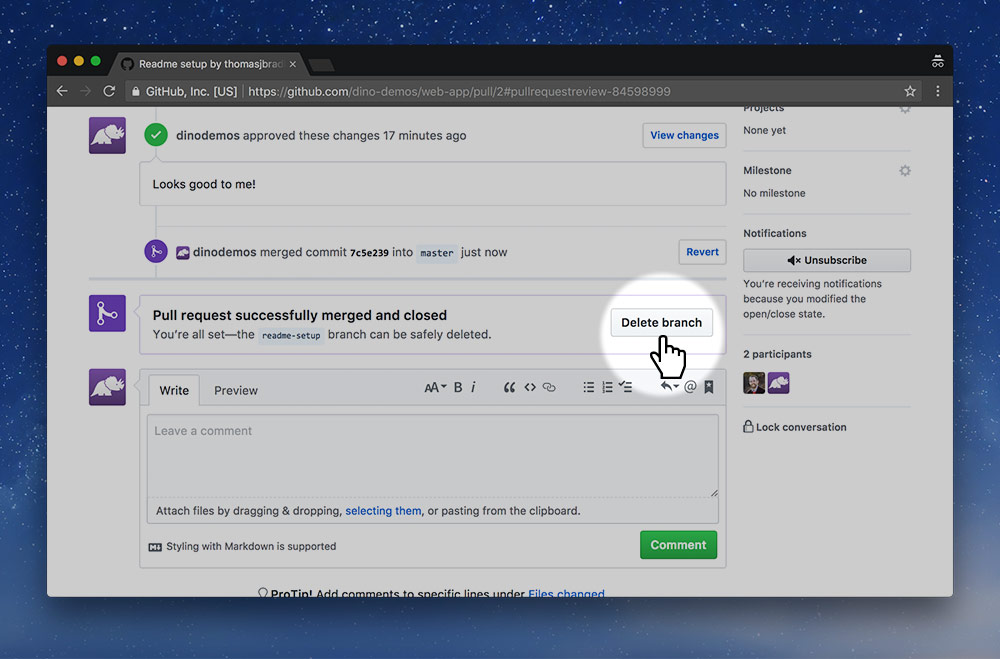 Readme setup by thomasjbrad
GitHub, Inc. [US] | https://github.com/dino-demos/web-app/pull/2#pullrequestreview-84598999
dinodemos approved these changes 17 minutes ago
View changes
Looks good to me!
dinodemos merged commit 7c5e239 into master just now
Revert
Pull request successfully merged and closed
You're all set—the readme-setup branch can be safely deleted.
Delete branch
Write Preview
AA B i
Leave a comment
Attach files by dragging & dropping, selecting them, or pasting from the clipboard.
Styling with Markdown is supported
Comment
ProTip! Add comments to specific lines under Files changed
Projects
None yet
Milestone
No milestone
Notifications
Unsubscribe
You're receiving notifications
because you modified the
open/close state.
2 participants
Lock conversation